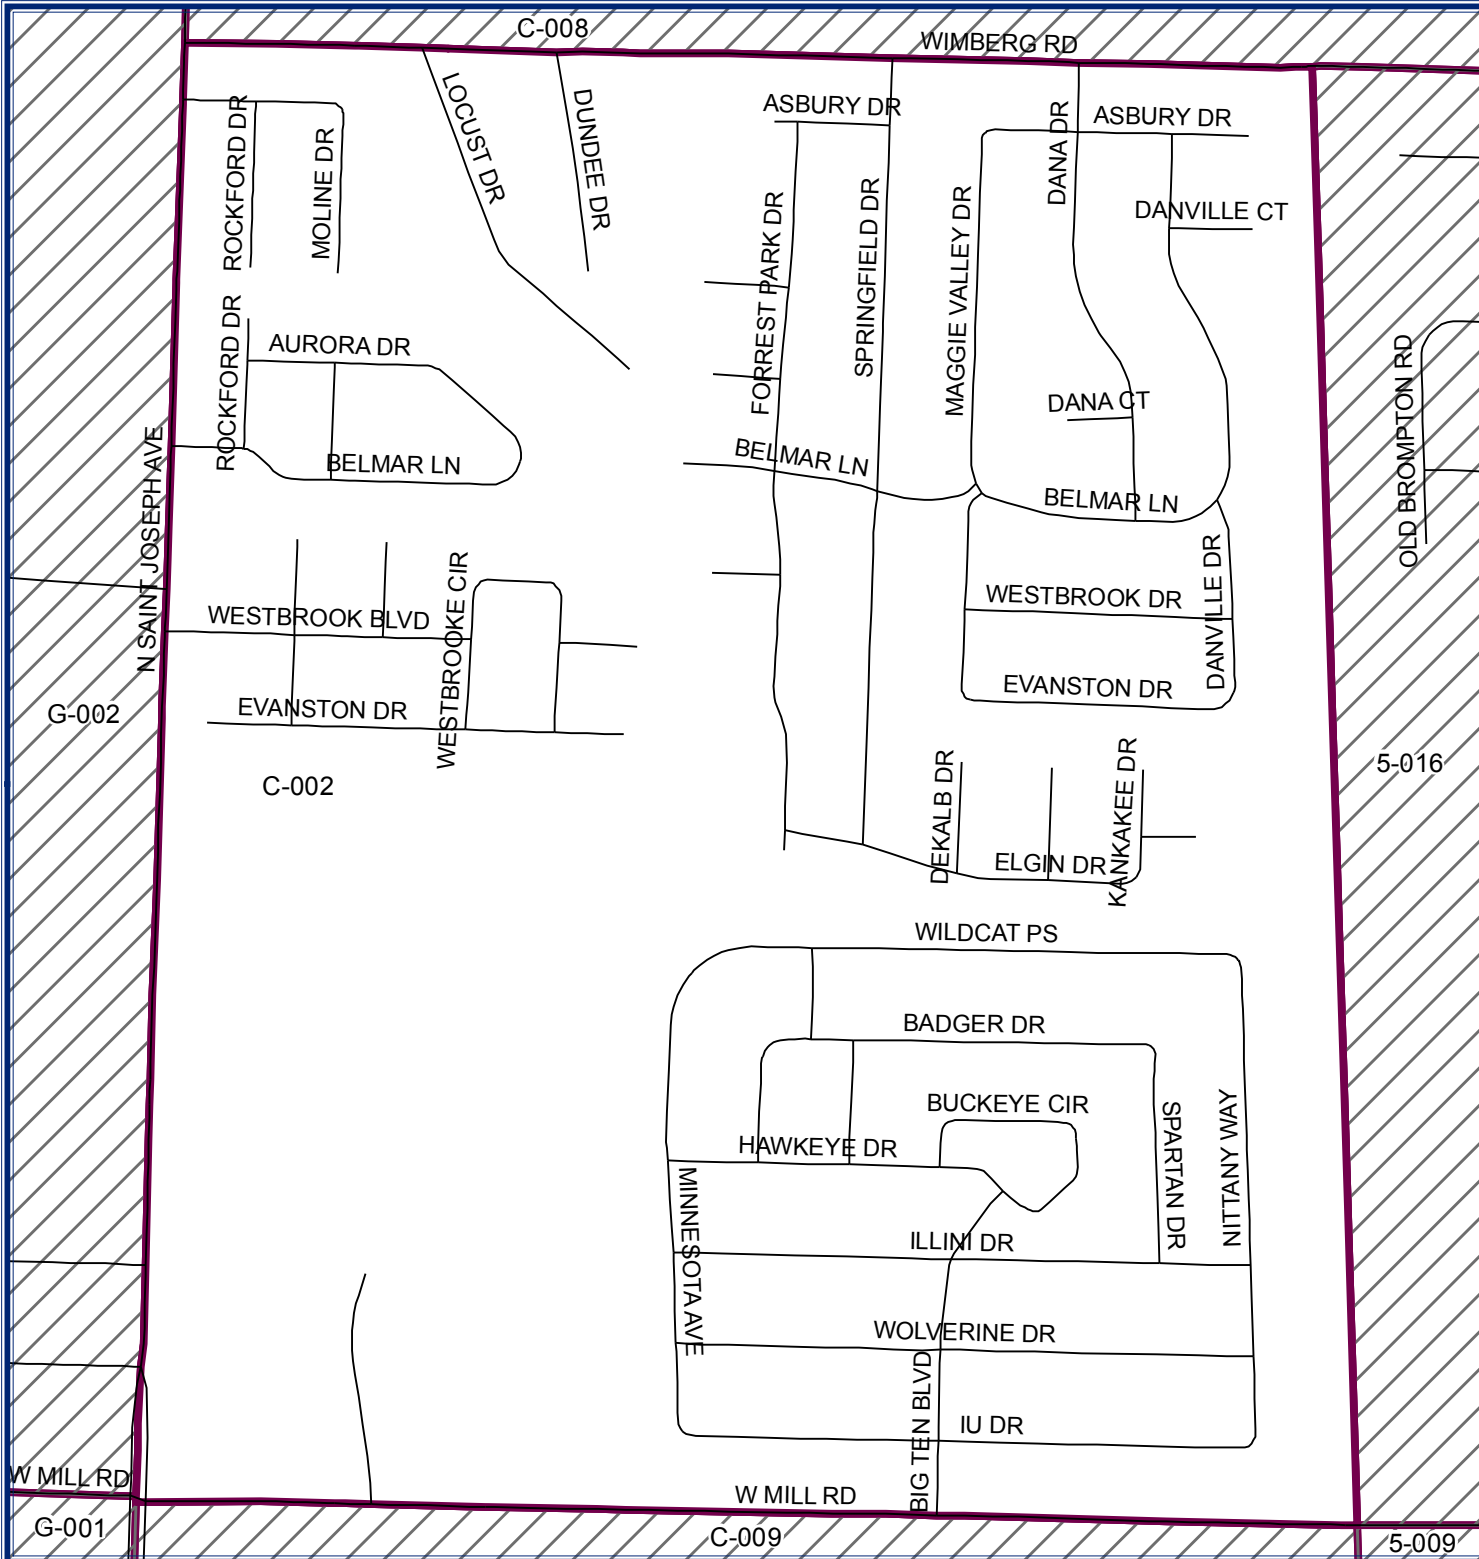 C-008
WIMBERG RD
LOCUST DR
DUNDEE DR
ASBURY DR
DANA DR
ASBURY DR
ROCKFORD DR
MOLINE DR
FORREST PARK DR
SPRINGFIELD DR
MAGGIE VALLEY DR
DANVILLE CT
ROCKFORD DR
AURORA DR
OLD BROMPTON RD
DANA CT
N SAINT JOSEPH AVE
BELMAR LN
BELMAR LN
BELMAR LN
WESTBROOK BLVD
WESTBROOKE CIR
WESTBROOK DR
DANVILLE DR
EVANSTON DR
EVANSTON DR
G-002
C-002
5-016
DEKALB DR
ELGIN DR
KANKAKEE DR
WILDCAT PS
BADGER DR
BUCKEYE CIR
HAWKEYE DR
SPARTAN DR
NITTANY WAY
MINNESOTA AVE
ILLINI DR
WOLVERINE DR
BIG TEN BLVD
IU DR
W MILL RD
W MILL RD
G-001
C-009
5-009